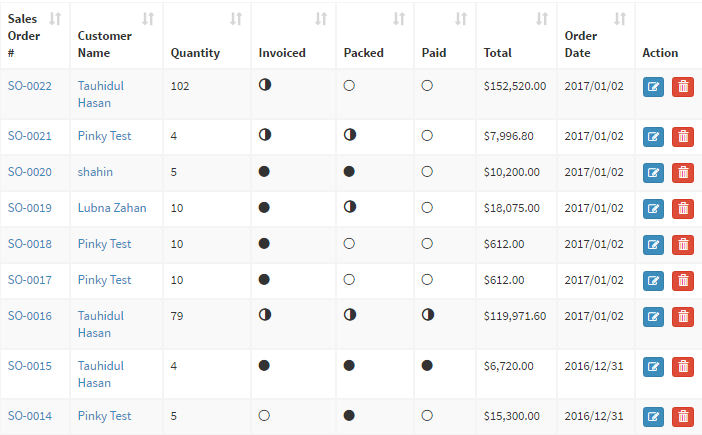 Sales Order # Customer Name Quantity Invoiced Packed Paid Total Order Date Action
SO-0022 Tauhidul Hasan 102 $152,520.00 2017/01/02
SO-0021 Pinky Test 4 $7,996.80 2017/01/02
SO-0020 shahin 5 $10,200.00 2017/01/02
SO-0019 Lubna Zahan 10 $18,075.00 2017/01/02
SO-0018 Pinky Test 10 $612.00 2017/01/02
SO-0017 Pinky Test 10 $612.00 2017/01/02
SO-0016 Tauhidul Hasan 79 $119,971.60 2017/01/02
SO-0015 Tauhidul Hasan 4 $6,720.00 2016/12/31
SO-0014 Pinky Test 5 $15,300.00 2016/12/31